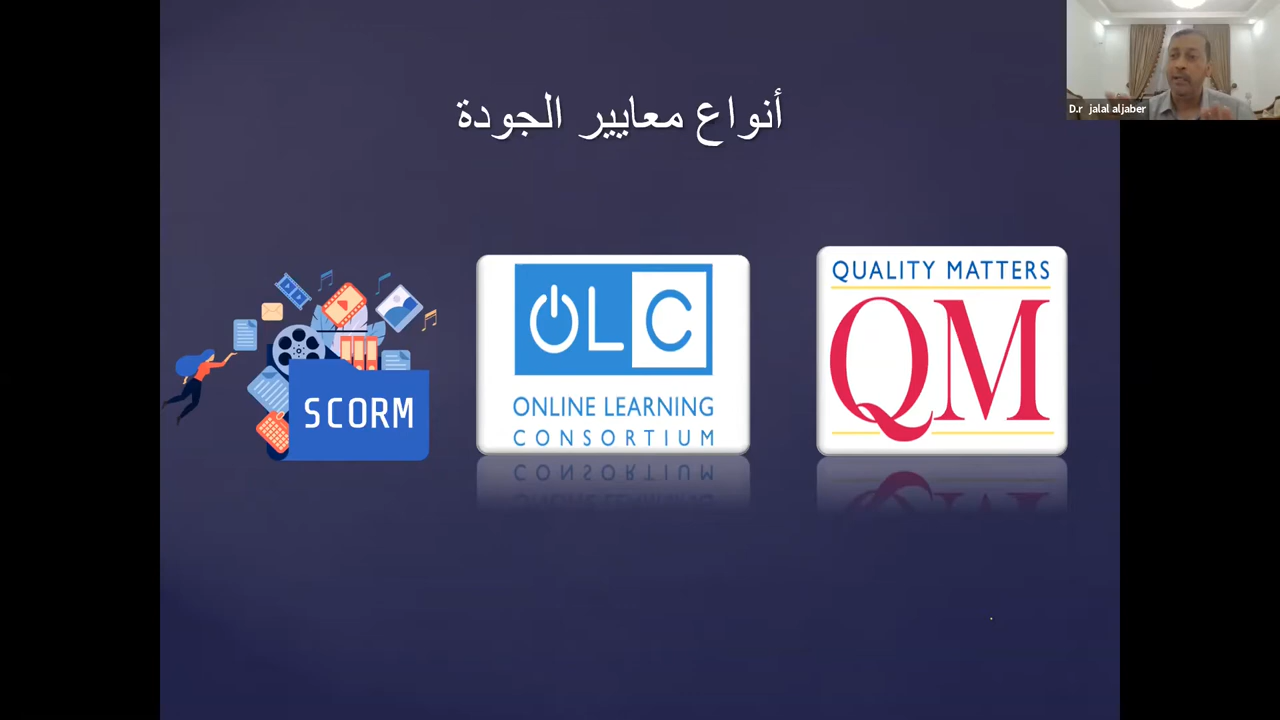 أنواع معايير الجودة
D.r jalal aljaber
QUALITY MATTERS
QM
OLC
ONLINE LEARNING
CONSORTIUM
SCORM